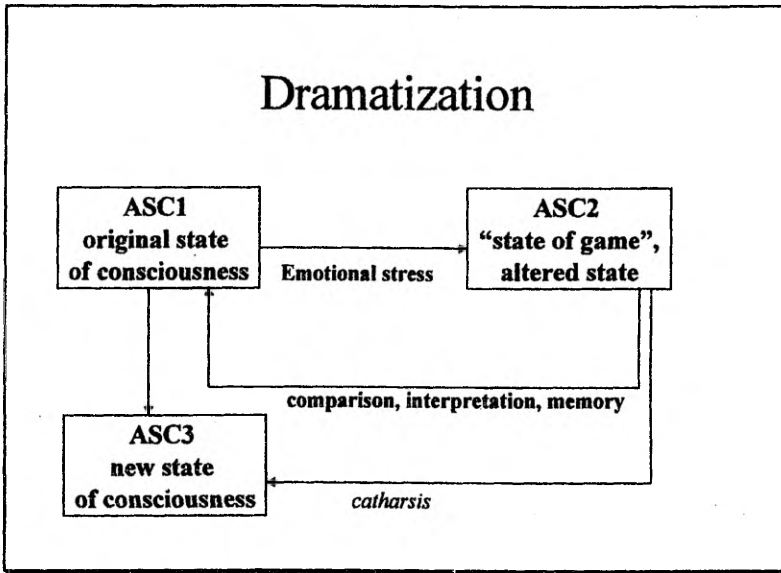 Dramatization
ASC1
original state
of consciousness
Emotional stress
ASC2
“state of game”,
altered state
comparison, interpretation, memory
ASC3
new state
of consciousness
catharsis